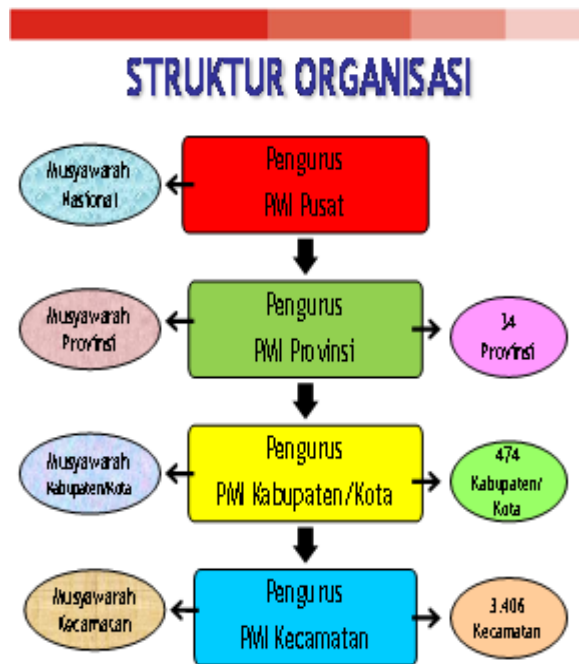 STRUKTUR ORGANISASI
Musyawarah
Nasional
Pengurus
PMI Pusat
Musyawarah
Provinsi
Pengurus
PMI Provinsi
34
Provinsi
Musyawarah
Kabupaten/Kota
Pengurus
PMI Kabupaten/Kota
474
Kabupaten/
Kota
Musyawarah
Kecamatan
Pengurus
PMI Kecamatan
3.406
Kecamatan